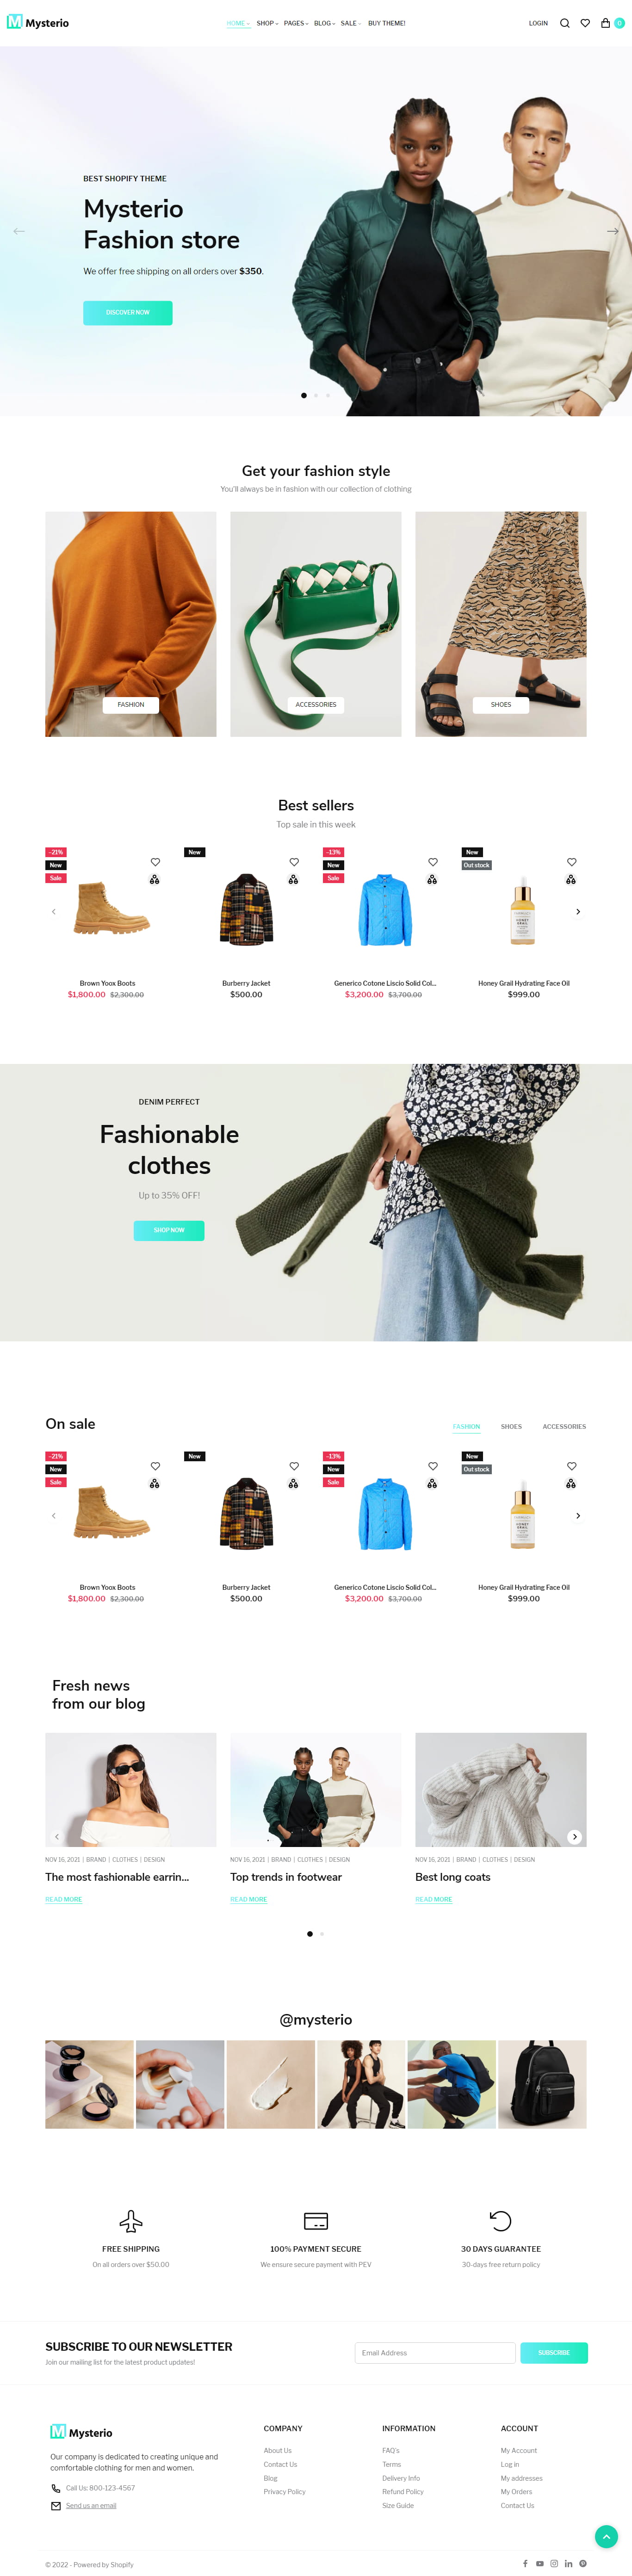 Mysterio
HOME SHOP PAGES BLOG SALE BUY THEME!
LOGIN
0
BEST SHOPIFY THEME
Mysterio
Fashion store
We offer free shipping on all orders over $350.
DISCOVER NOW
Get your fashion style
You'll always be in fashion with our collection of clothing
FASHION
ACCESSORIES
SHOES
Best sellers
Top sale in this week
-21%
New
Sale
Brown Yoox Boots
$1,800.00 $2,300.00
New
Burberry Jacket
$500.00
-13%
New
Sale
Generico Cotone Liscio Solid Col...
$3,200.00 $3,700.00
New
Out stock
HONEY
GRAIL
Honey Grail Hydrating Face Oil
$999.00
DENIM PERFECT
Fashionable
clothes
Up to 35% OFF!
SHOP NOW
On sale
FASHION SHOES ACCESSORIES
-21%
New
Sale
Brown Yoox Boots
$1,800.00 $2,300.00
New
Burberry Jacket
$500.00
-13%
New
Sale
Generico Cotone Liscio Solid Col...
$3,200.00 $3,700.00
New
Out stock
HONEY
GRAIL
Honey Grail Hydrating Face Oil
$999.00
Fresh news
from our blog
NOV 16, 2021 | BRAND | CLOTHES | DESIGN
The most fashionable earrin...
READ MORE
NOV 16, 2021 | BRAND | CLOTHES | DESIGN
Top trends in footwear
READ MORE
NOV 16, 2021 | BRAND | CLOTHES | DESIGN
Best long coats
READ MORE
@mysterio
FREE SHIPPING
On all orders over $50.00
100% PAYMENT SECURE
We ensure secure payment with PEV
30 DAYS GUARANTEE
30-days free return policy
SUBSCRIBE TO OUR NEWSLETTER
Join our mailing list for the latest product updates!
Email Address
SUBSCRIBE
Mysterio
Our company is dedicated to creating unique and
comfortable clothing for men and women.
Call Us: 800-123-4567
Send us an email
COMPANY
About Us
Contact Us
Blog
Privacy Policy
INFORMATION
FAQ's
Terms
Delivery Info
Refund Policy
Size Guide
ACCOUNT
My Account
Log in
My addresses
My Orders
Contact Us
© 2022 - Powered by Shopify